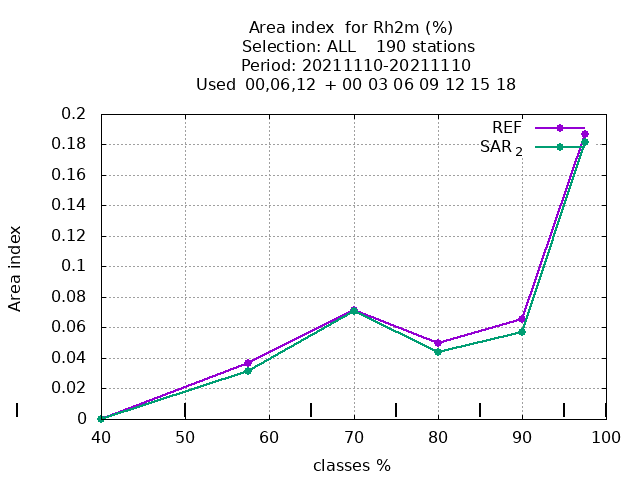 Area index  for Rh2m (%)
Selection: ALL    190 stations
Period: 20211110-20211110
Used  00,06,12  + 00 03 06 09 12 15 18
REF
SAR 2
0.2
0.18
0.16
0.14
0.12
0.1
0.08
0.06
0.04
0.02
0
Area index
40 50 60 70 80 90 100
classes %